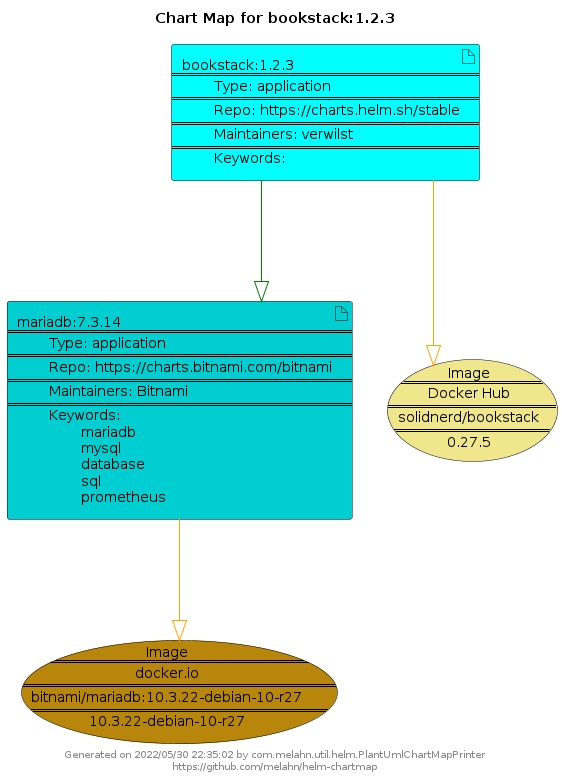 Chart Map for bookstack:1.2.3
bookstack:1.2.3
Type: application
Repo: https://charts.helm.sh/stable
Maintainers: verwilst
Keywords:
mariadb:7.3.14
Type: application
Repo: https://charts.bitnami.com/bitnami
Maintainers: Bitnami
Keywords:
mariadb
mysql
database
sql
prometheus
Image
Docker Hub
solidnerd/bookstack
0.27.5
Image
docker.io
bitnami/mariadb:10.3.22-debian-10-r27
10.3.22-debian-10-r27
Generated on 2022/05/30 22:35:02 by com.melahn.util.helm.PlantUmlChartMapPrinter
https://github.com/melahn/helm-chartmap